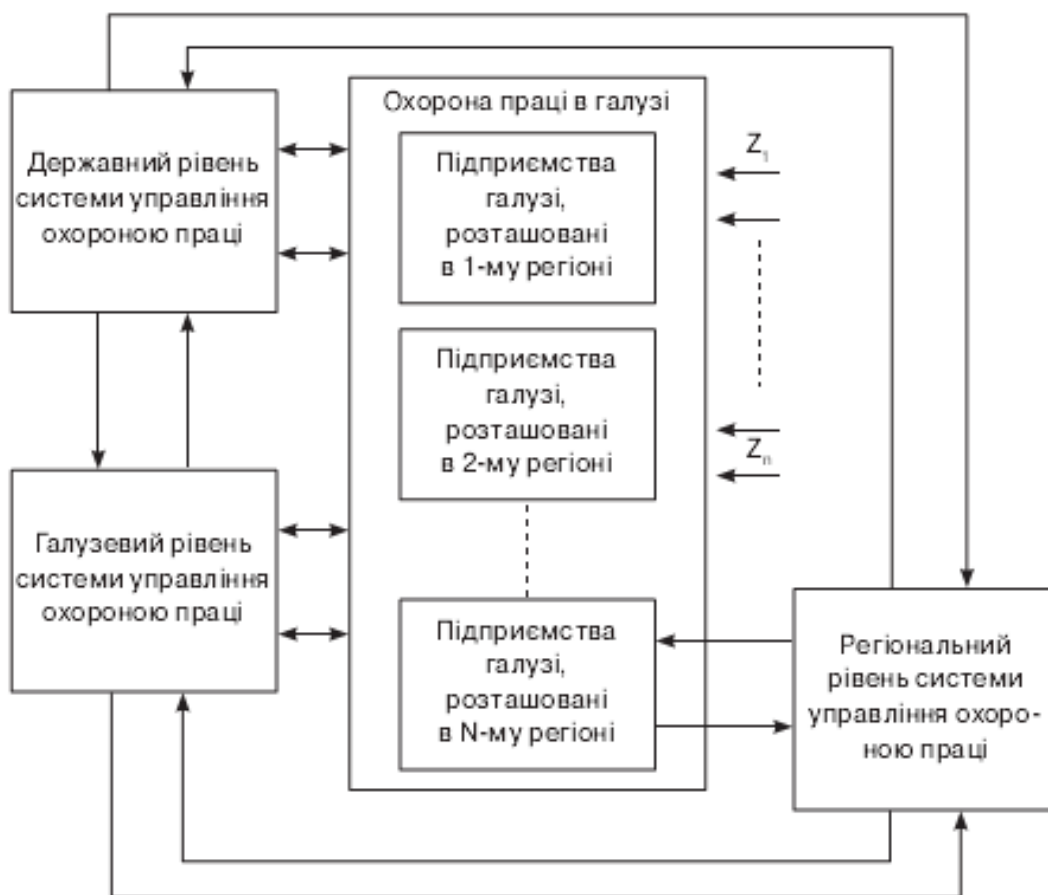 Державний рівень
системи управління
охороною праці
Охорона праці в галузі
Підприємства
галузі,
розташовані
в 1-му регіоні
Z₁
Підприємства
галузі,
розташовані
в 2-му регіоні
Zₙ
Галузевий рівень
системи управління
охороною праці
Підприємства
галузі,
розташовані
в N-му регіоні
Регіональний
рівень системи
управління охоро-
ною праці